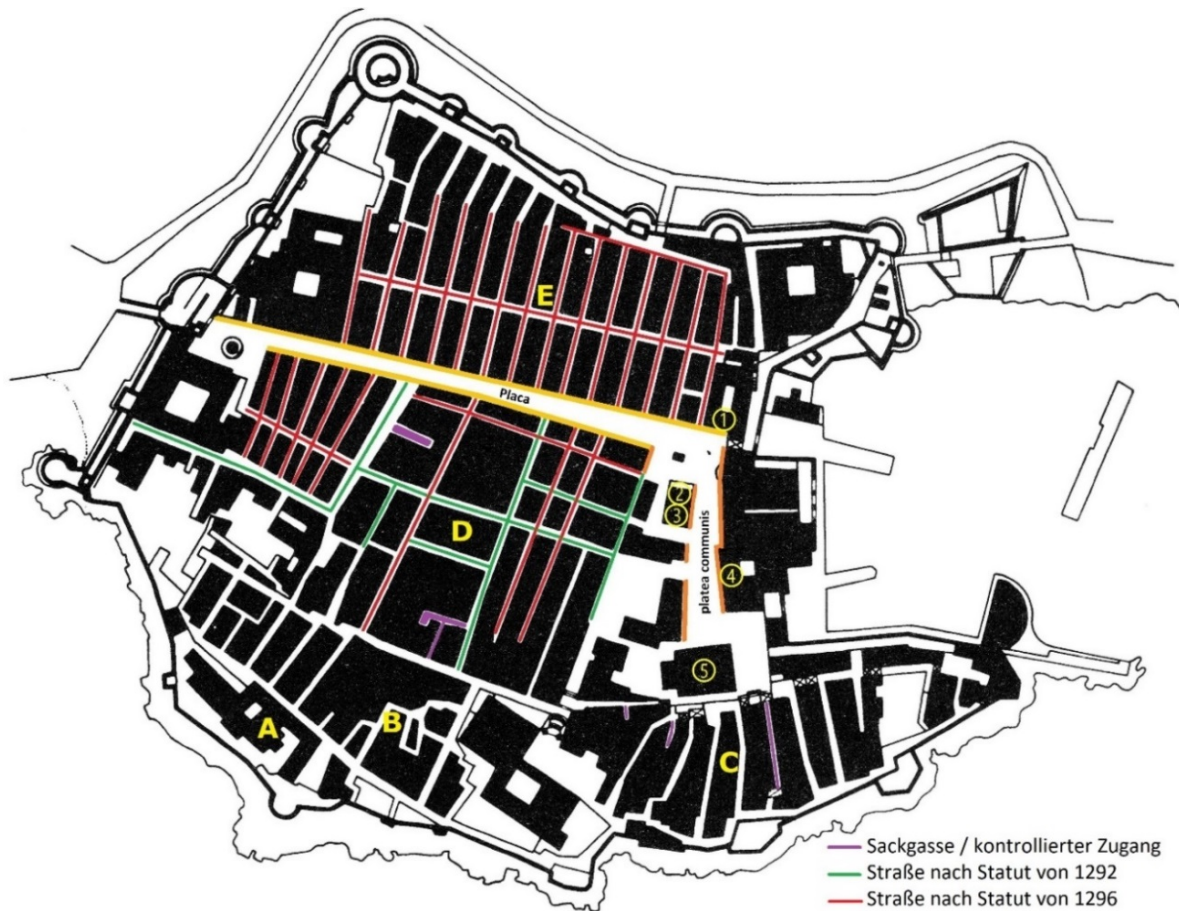 E
Placa
①
②
③
D
platea communis
④
⑤
A
B
C
Sackgasse / kontrollierter Zugang
Straße nach Statut von 1292
Straße nach Statut von 1296